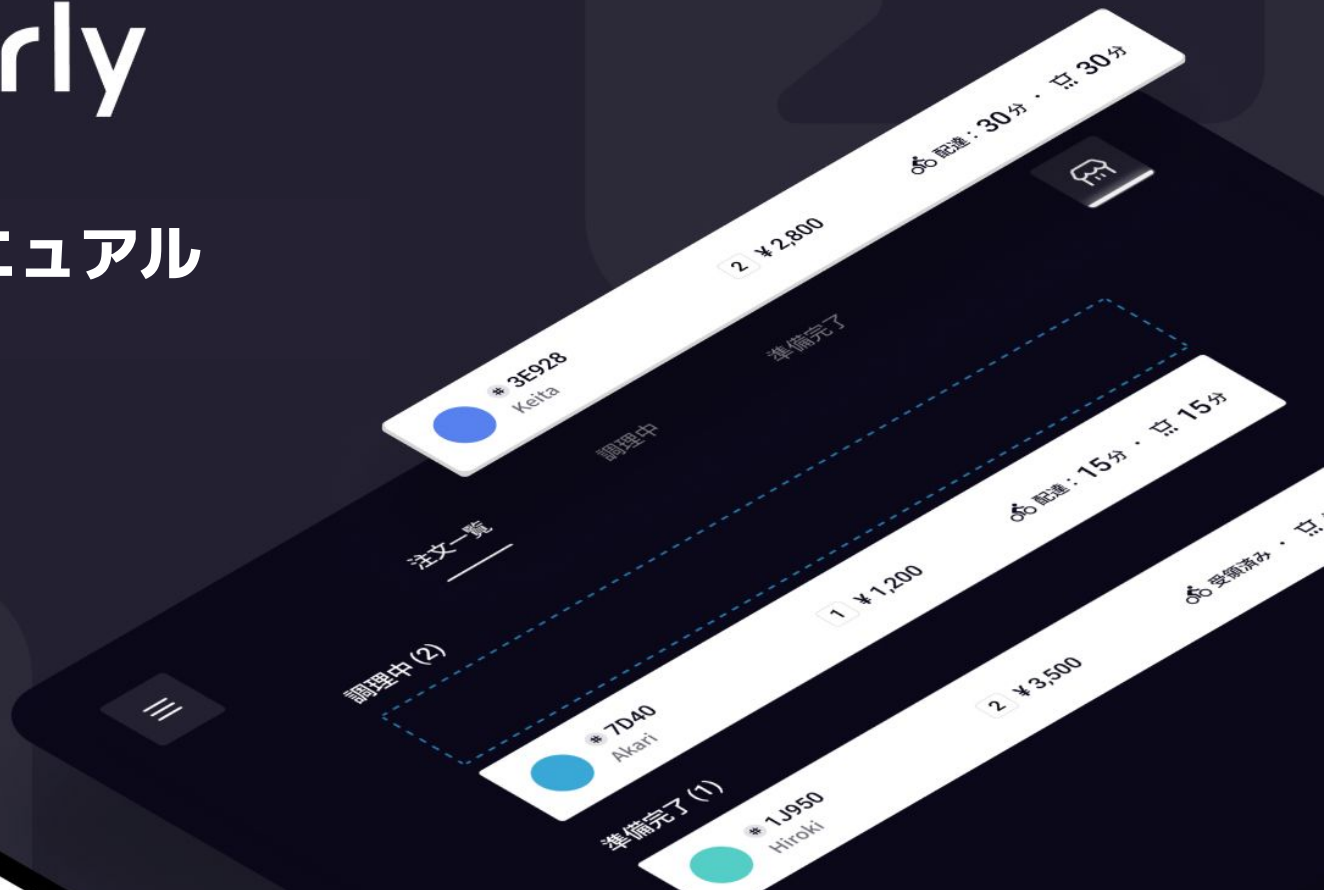 rly
ニュアル
# 3E928
Keita
2 ¥ 2,800
配達：30分 · 30分
注文一覧
調理中
準備完了
調理中 (2)
# 7D40
Akari
1 ¥ 1,200
配達：15分 · 15分
準備完了 (1)
# 1J950
Hiroki
2 ¥ 3,500
受領済み ·